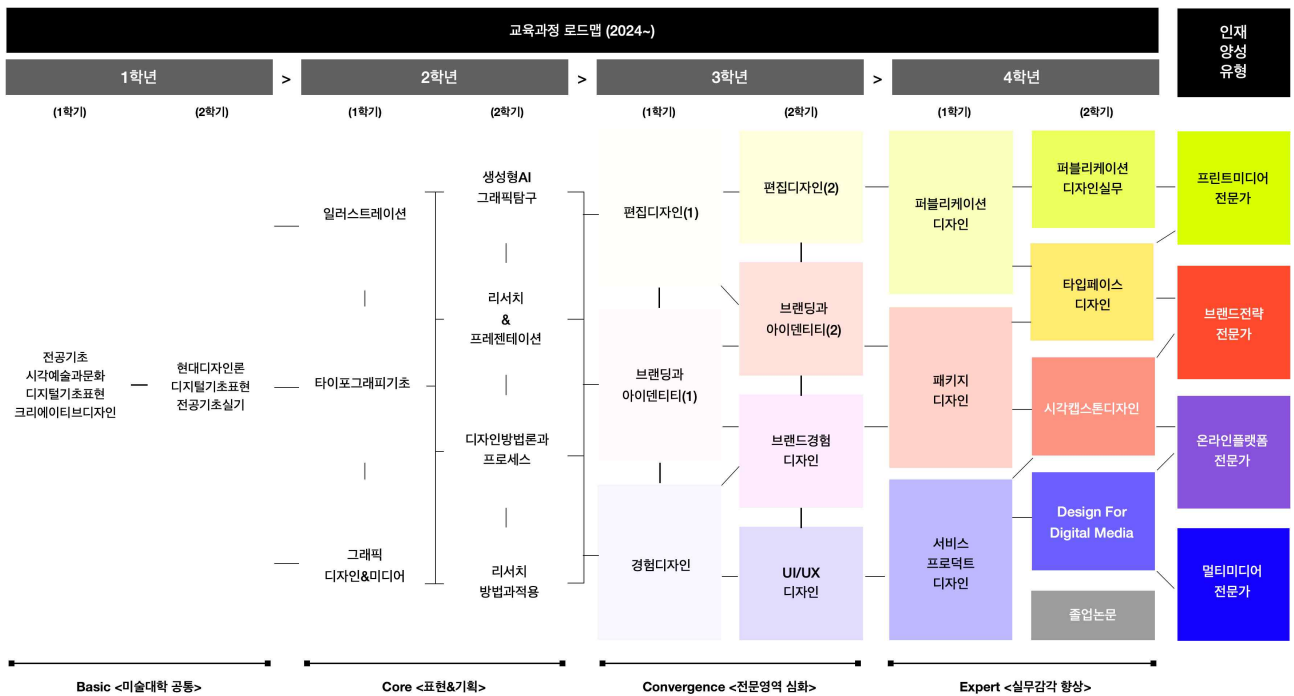 교육과정 로드맵 (2024~)
인재
양성
유형
1학년
>
2학년
>
3학년
>
4학년
(1학기)
(2학기)
(1학기)
(2학기)
(1학기)
(2학기)
(1학기)
(2학기)
전공기초
시각예술과문화
디지털기초표현
크리에이티브디자인
현대디자인론
디지털기초표현
전공기초실기
일러스트레이션
타이포그래피기초
그래픽
디자인&미디어
생성형AI
그래픽탐구
리서치
&
프레젠테이션
디자인방법론과
프로세스
리서치
방법과적용
편집디자인(1)
브랜딩과
아이덴티티(1)
경험디자인
편집디자인(2)
브랜딩과
아이덴티티(2)
브랜드경험
디자인
UI/UX
디자인
퍼블리케이션
디자인
패키지
디자인
서비스
프로덕트
디자인
퍼블리케이션
디자인실무
타입페이스
디자인
시각캡스톤디자인
Design For
Digital Media
졸업논문
프린트미디어
전문가
브랜드전략
전문가
온라인플랫폼
전문가
멀티미디어
전문가
Basic <미술대학 공통>
Core <표현&기획>
Convergence <전문영역 심화>
Expert <실무감각 향상>